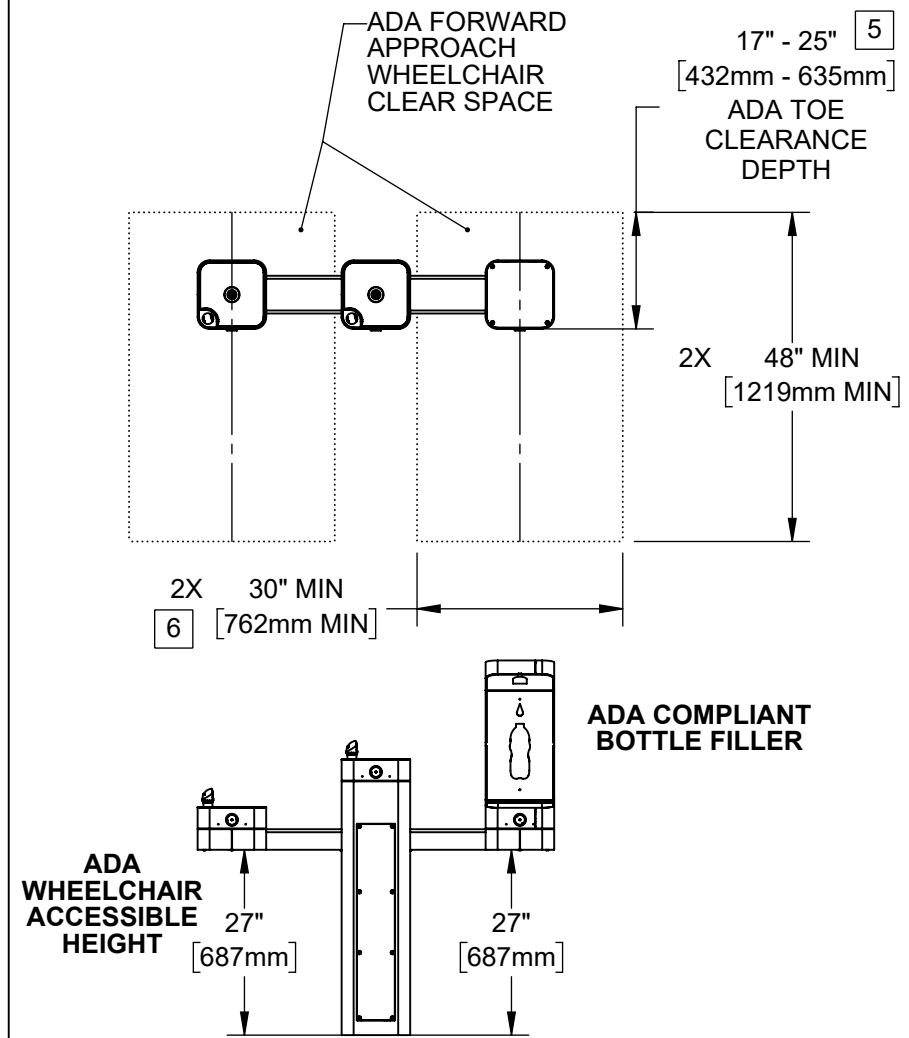 ADA FORWARD
APPROACH
WHEELCHAIR
CLEAR SPACE
17" - 25" 5
[432mm - 635mm]
ADA TOE
CLEARANCE
DEPTH
2X 48" MIN
[1219mm MIN]
2X 30" MIN
6 [762mm MIN]
ADA COMPLIANT
BOTTLE FILLER
ADA
WHEELCHAIR
ACCESSIBLE
HEIGHT
27"
[687mm]
27"
[687mm]